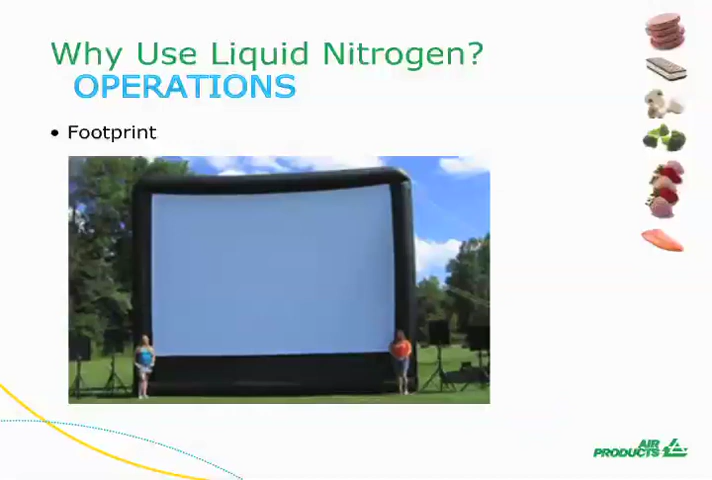 Why Use Liquid Nitrogen?
OPERATIONS
• Footprint
AIR
PRODUCTS